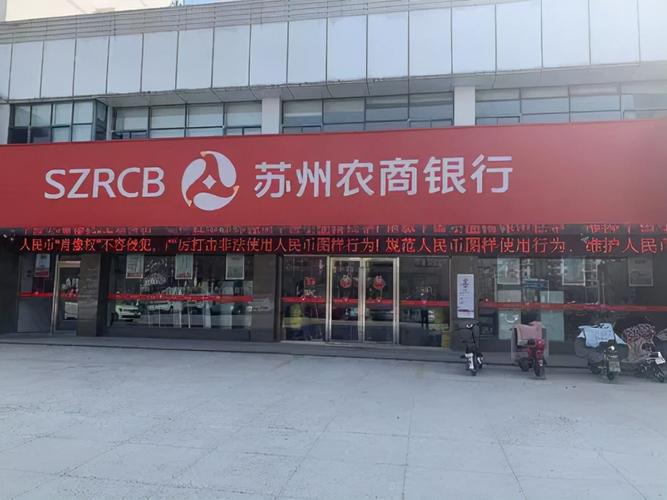 SZRCB 苏州农商银行
人民币"肖像权"不容侵犯，严厉打击非法使用人民币图样行为！规范人民币图样使用行为，维护人民